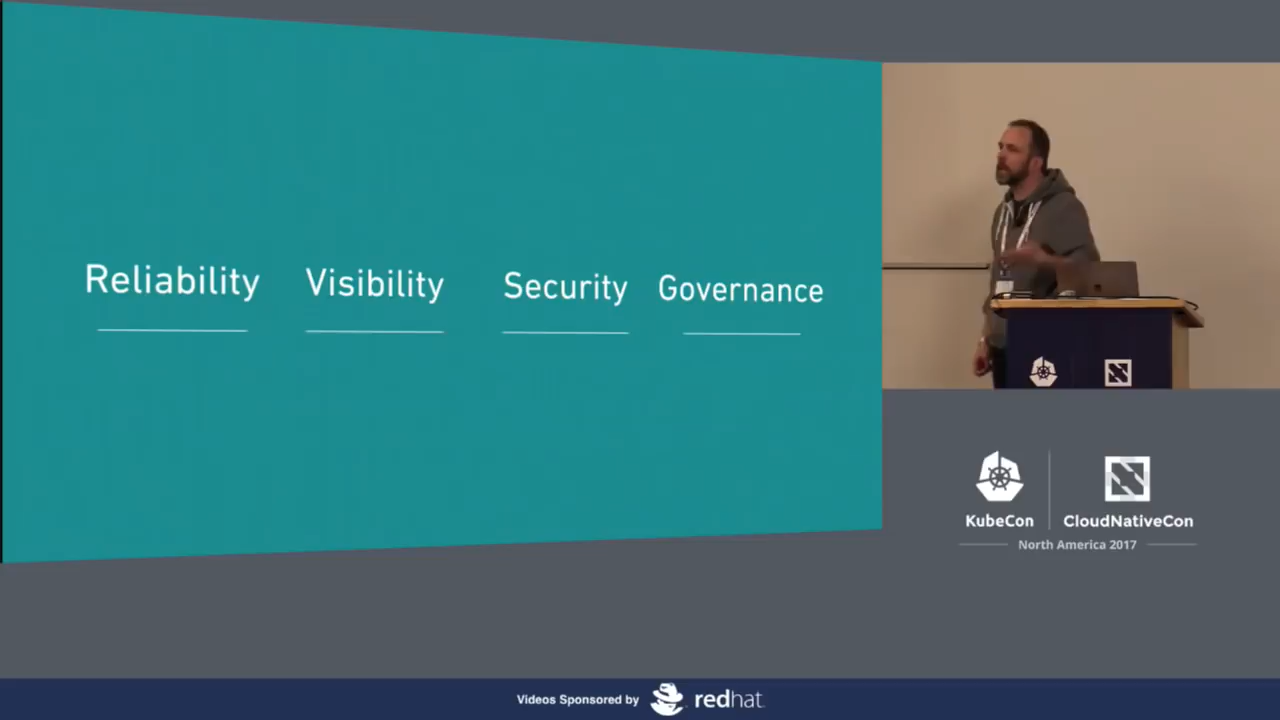 Reliability Visibility Security Governance
KubeCon CloudNativeCon
North America 2017
Videos Sponsored by redhat